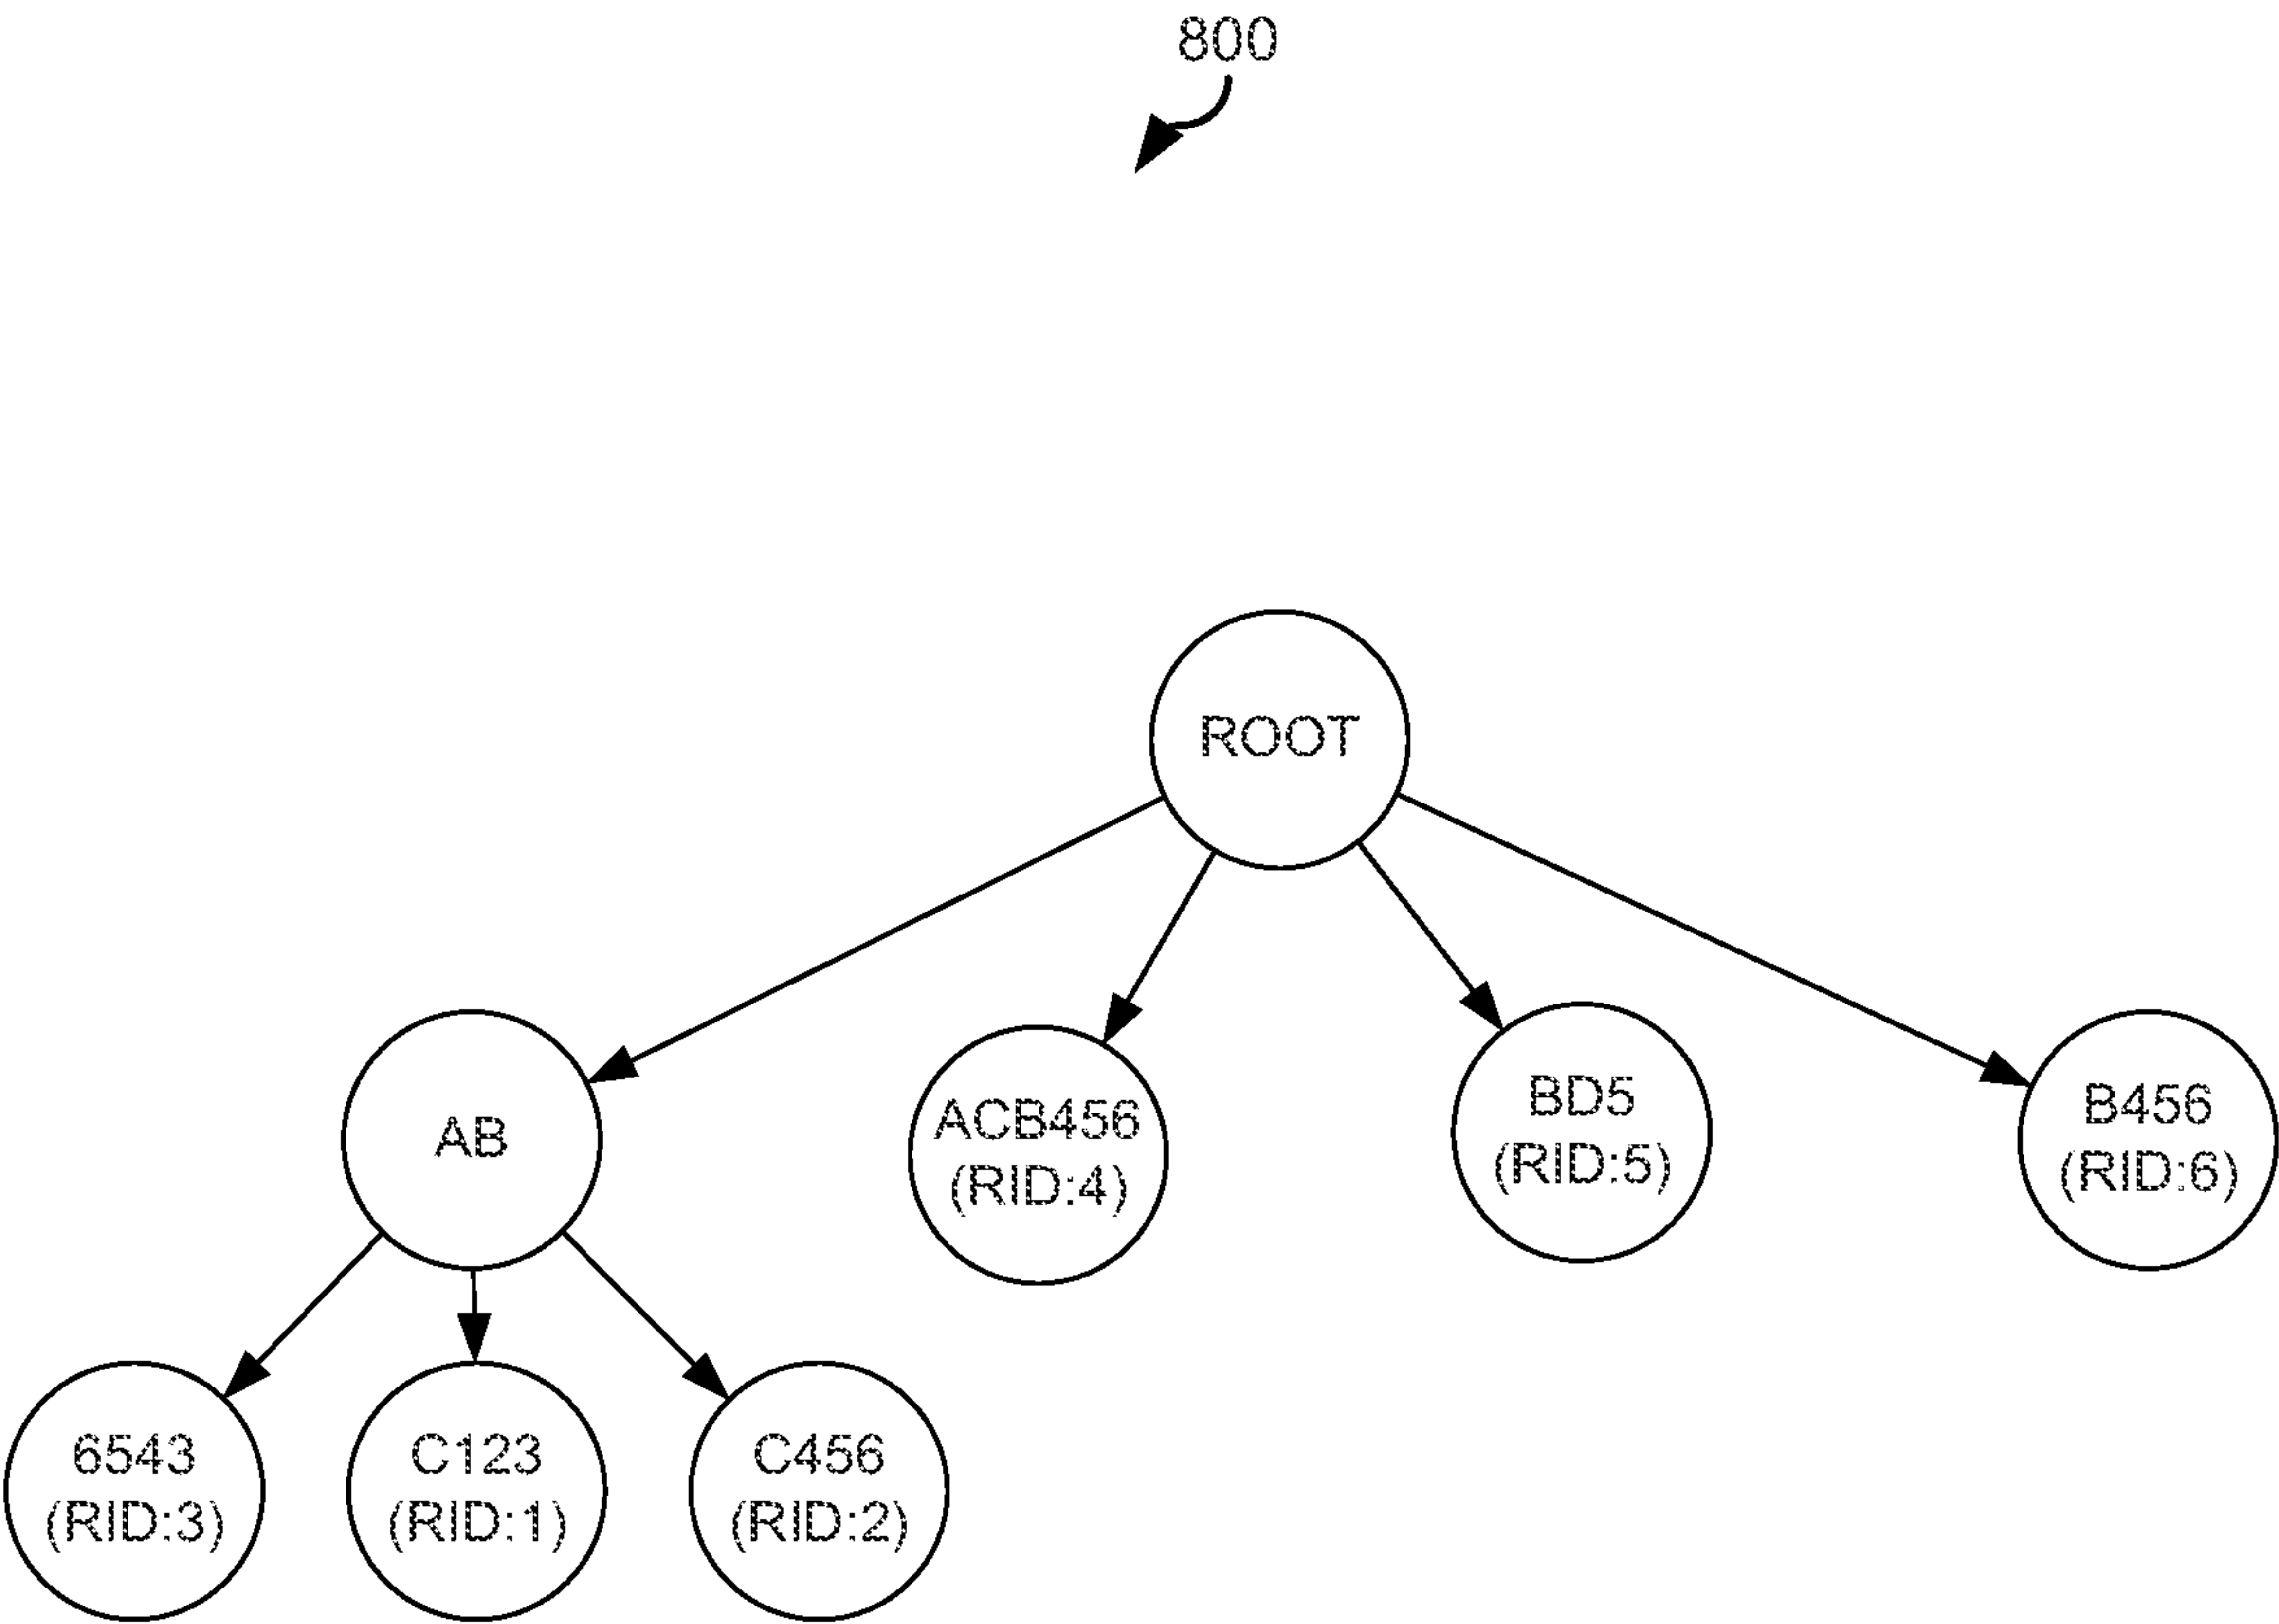 800
ROOT
AB
ACB456
(RID:4)
BD5
(RID:5)
B456
(RID:6)
6543
(RID:3)
C123
(RID:1)
C456
(RID:2)